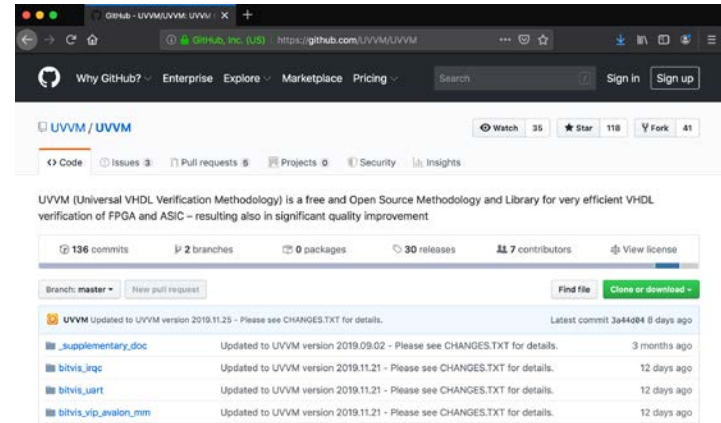 GitHub - UVVM/UVVM: UVVM
GitHub, Inc. (US) https://github.com/UVVM/UVVM
Why GitHub? Enterprise Explore Marketplace Pricing Search / Sign in Sign up
UVVM / UVVM Watch 35 Star 118 Fork 41
Code Issues 3 Pull requests 5 Projects 0 Security Insights
UVVM (Universal VHDL Verification Methodology) is a free and Open Source Methodology and Library for very efficient VHDL
verification of FPGA and ASIC – resulting also in significant quality improvement
136 commits 2 branches 0 packages 30 releases 7 contributors View license
Branch: master New pull request Find file Clone or download
UVVM Updated to UVVM version 2019.11.25 - Please see CHANGES.TXT for details. Latest commit 3a44d04 8 days ago
_supplementary_doc Updated to UVVM version 2019.09.02 - Please see CHANGES.TXT for details. 3 months ago
bitvis_irqc Updated to UVVM version 2019.11.21 - Please see CHANGES.TXT for details. 12 days ago
bitvis_uart Updated to UVVM version 2019.11.21 - Please see CHANGES.TXT for details. 12 days ago
bitvis_vip_avalon_mm Updated to UVVM version 2019.11.21 - Please see CHANGES.TXT for details. 12 days ago